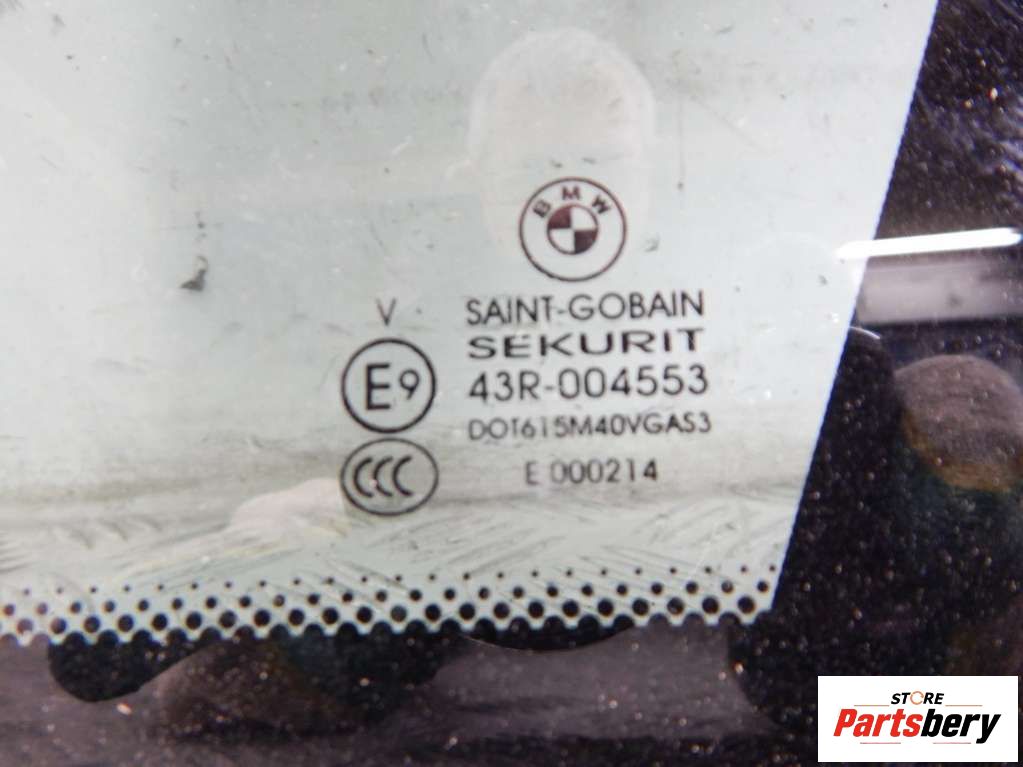 BMW
V
SAINT-GOBAIN
SEKURIT
E9
43R-004553
DOT615M40VGAS3
CCC
E 000214
STORE
Partsbery